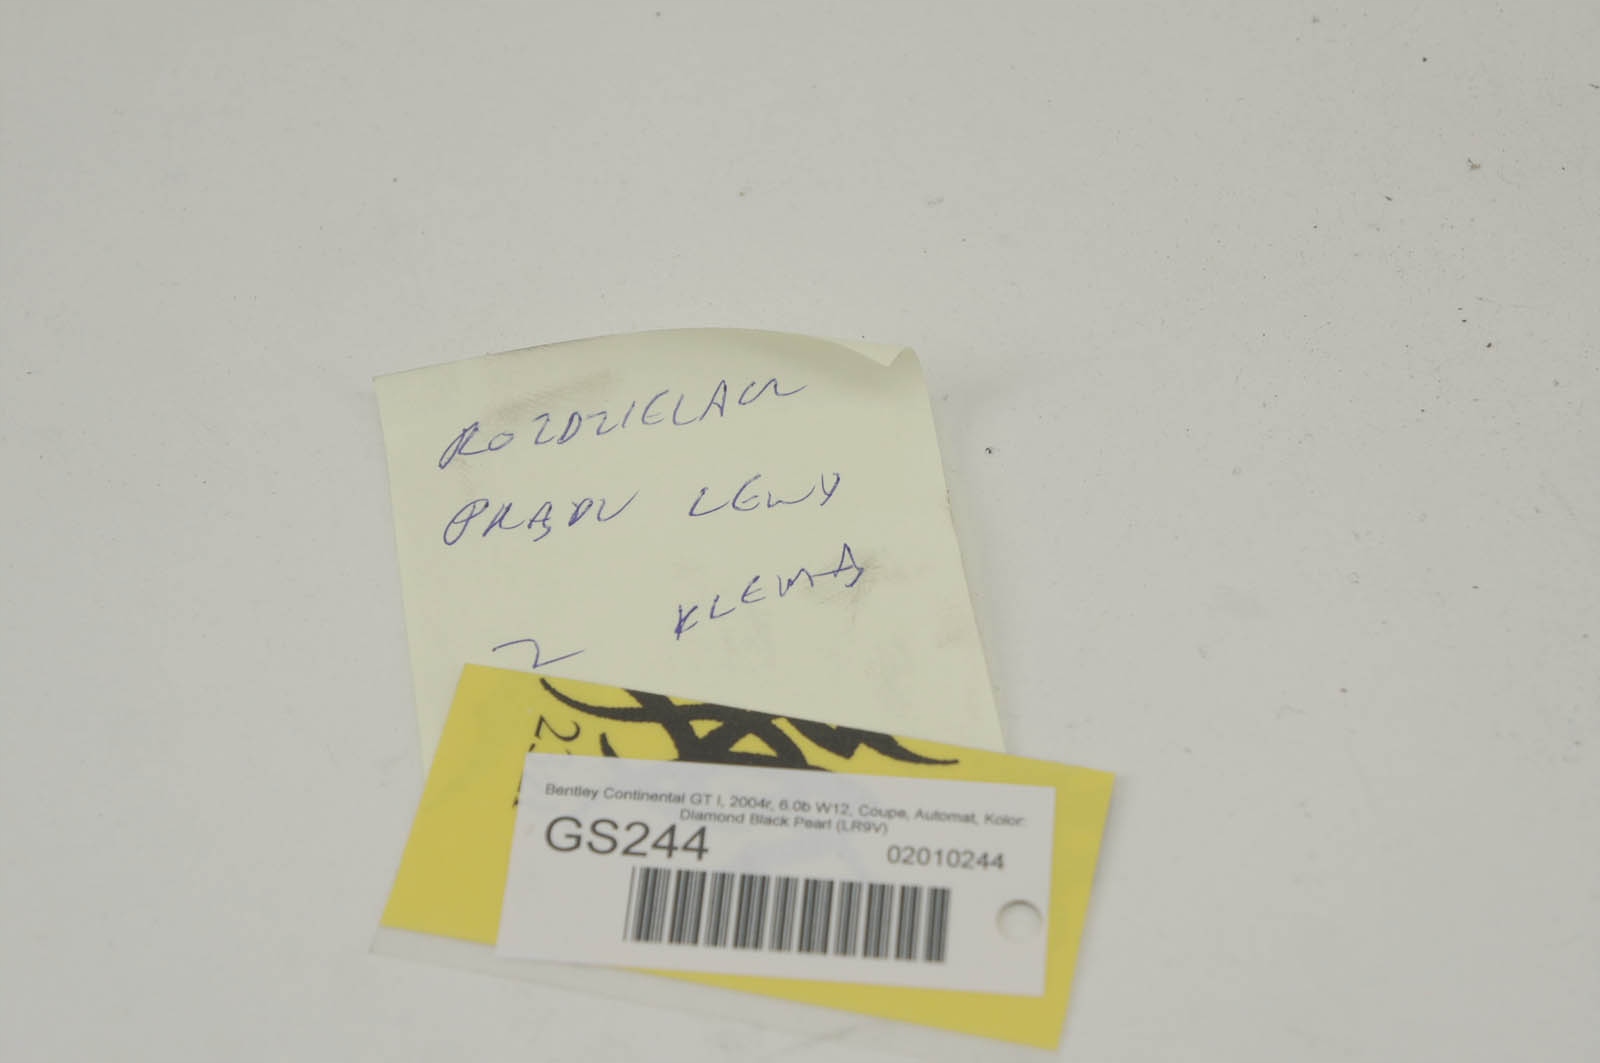 ROZDZIELACZ
PRĄDU LEWY
Z KLEMĄ
Bentley Continental GT I, 2004r, 6.0b W12, Coupe, Automat, Kolor:
Diamond Black Pearl (LR9V)
GS244
02010244